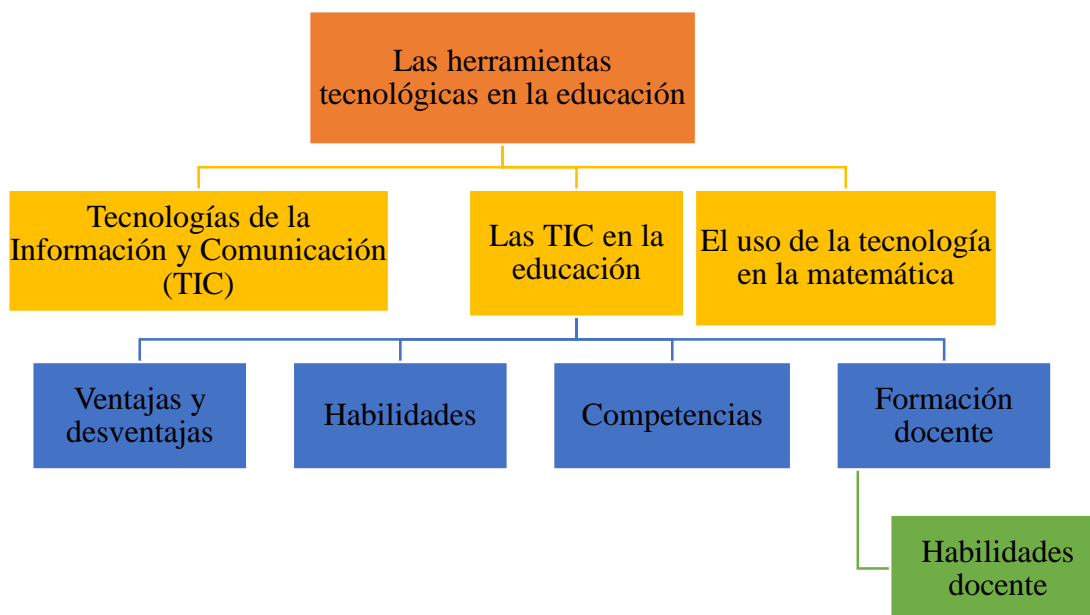 Las herramientas
tecnológicas en la educación
Tecnologías de la
Información y Comunicación
(TIC)
Las TIC en la
educación
El uso de la tecnología
en la matemática
Ventajas y
desventajas
Habilidades
Competencias
Formación
docente
Habilidades
docente